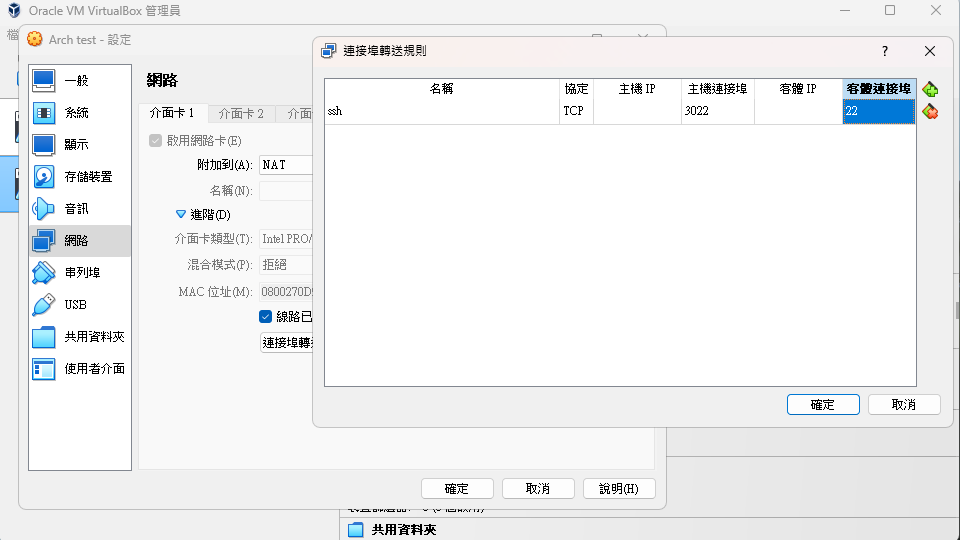 Oracle VM VirtualBox 管理員
Arch test - 設定
連接埠轉送規則
?
名稱 協定 主機 IP 主機連接埠 客體 IP 客體連接埠
ssh TCP 3022 22
確定 取消
一般
系統
顯示
存儲裝置
音訊
網路
串列埠
USB
共用資料夾
使用者介面
網路
介面卡 1 介面卡 2
啟用網路卡(E)
附加到(A): NAT
名稱(N):
進階(D)
介面卡類型(T): Intel PRO/
混合模式(P): 拒絕
MAC 位址(M): 0800270D
線路已
連接埠轉
確定 取消 說明(H)
共用資料夾